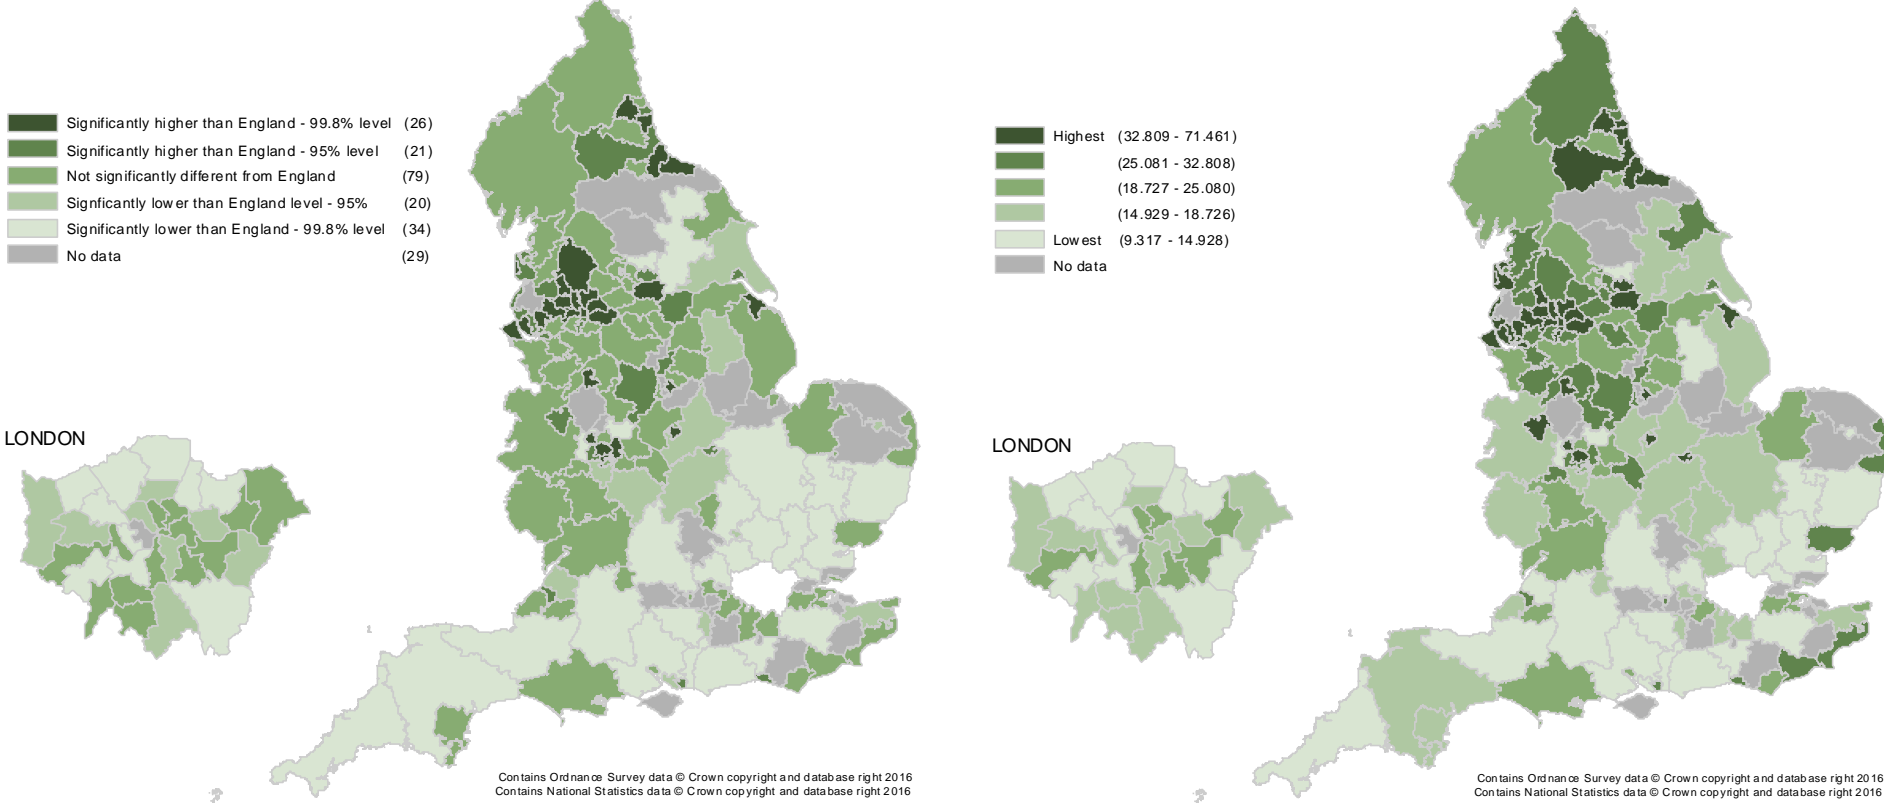 Significantly higher than England - 99.8% level (26)
Significantly higher than England - 95% level (21)
Not significantly different from England (79)
Signficantly lower than England level - 95% (20)
Significantly lower than England - 99.8% level (34)
No data (29)
LONDON
Contains Ordnance Survey data © Crown copyright and database right 2016
Contains National Statistics data © Crown copyright and database right 2016
Highest (32.809 - 71.461)
(25.081 - 32.808)
(18.727 - 25.080)
(14.929 - 18.726)
Lowest (9.317 - 14.928)
No data
LONDON
Contains Ordnance Survey data © Crown copyright and database right 2016
Contains National Statistics data © Crown copyright and database right 2016